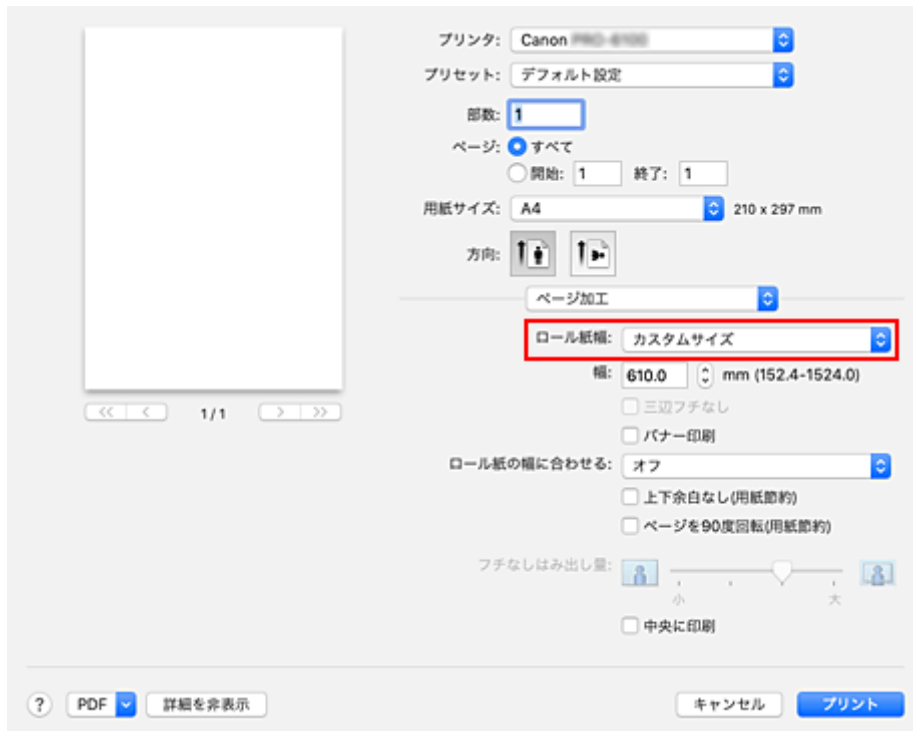 プリンタ: Canon
プリセット: デフォルト設定
部数: 1
ページ: すべて
開始: 1 終了: 1
用紙サイズ: A4 210 x 297 mm
方向:
ページ加工
ロール紙幅: カスタムサイズ
幅: 610.0 mm (152.4-1524.0)
1/1
三辺フチなし
バナー印刷
ロール紙の幅に合わせる: オフ
上下余白なし(用紙節約)
ページを90度回転(用紙節約)
フチなしはみ出し量:
小 大
中央に印刷
? PDF 詳細を非表示 キャンセル プリント